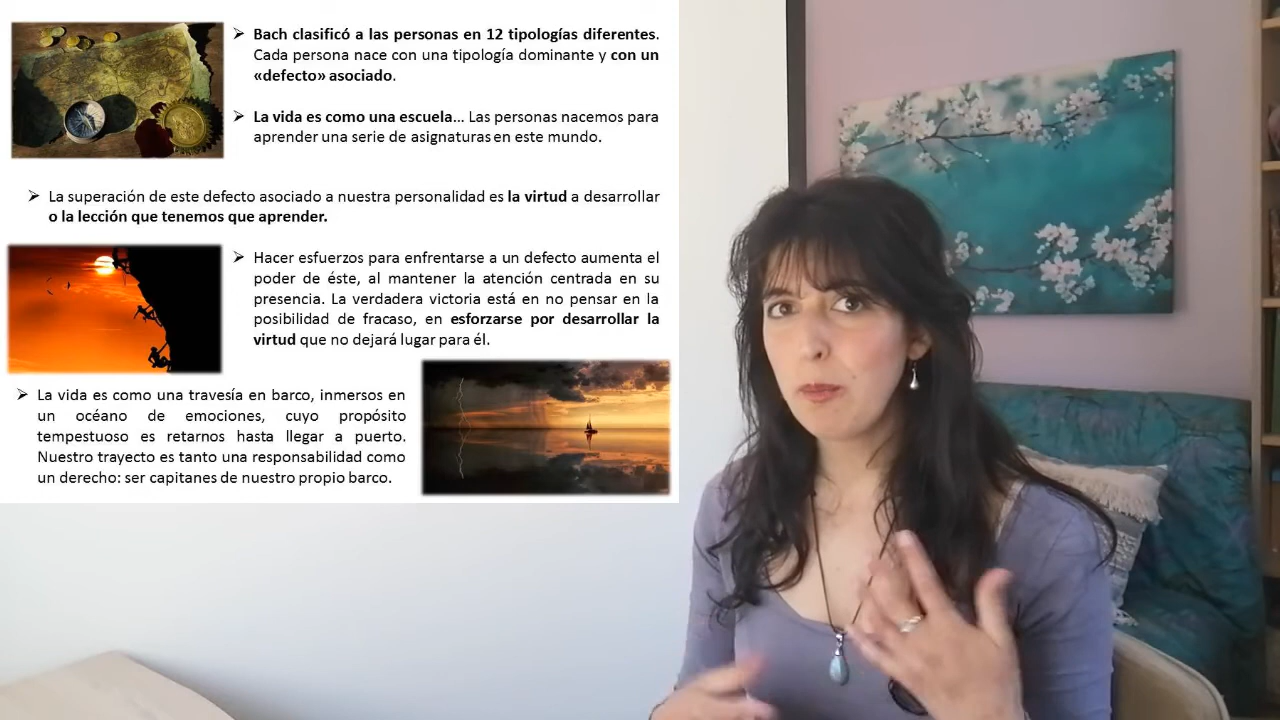 ➢ Bach clasificó a las personas en 12 tipologías diferentes.
Cada persona nace con una tipología dominante y con un
«defecto» asociado.
➢ La vida es como una escuela… Las personas nacemos para
aprender una serie de asignaturas en este mundo.
➢ La superación de este defecto asociado a nuestra personalidad es la virtud a desarrollar
o la lección que tenemos que aprender.
➢ Hacer esfuerzos para enfrentarse a un defecto aumenta el
poder de éste, al mantener la atención centrada en su
presencia. La verdadera victoria está en no pensar en la
posibilidad de fracaso, en esforzarse por desarrollar la
virtud que no dejará lugar para él.
➢ La vida es como una travesía en barco, inmersos en
un océano de emociones, cuyo propósito
tempestuoso es retarnos hasta llegar a puerto.
Nuestro trayecto es tanto una responsabilidad como
un derecho: ser capitanes de nuestro propio barco.